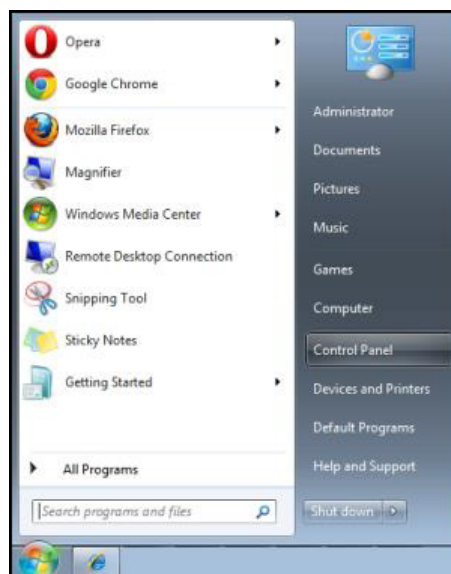 Opera
Google Chrome
Mozilla Firefox
Magnifier
Windows Media Center
Remote Desktop Connection
Snipping Tool
Sticky Notes
Getting Started
All Programs
Search programs and files
Administrator
Documents
Pictures
Music
Games
Computer
Control Panel
Devices and Printers
Default Programs
Help and Support
Shut down